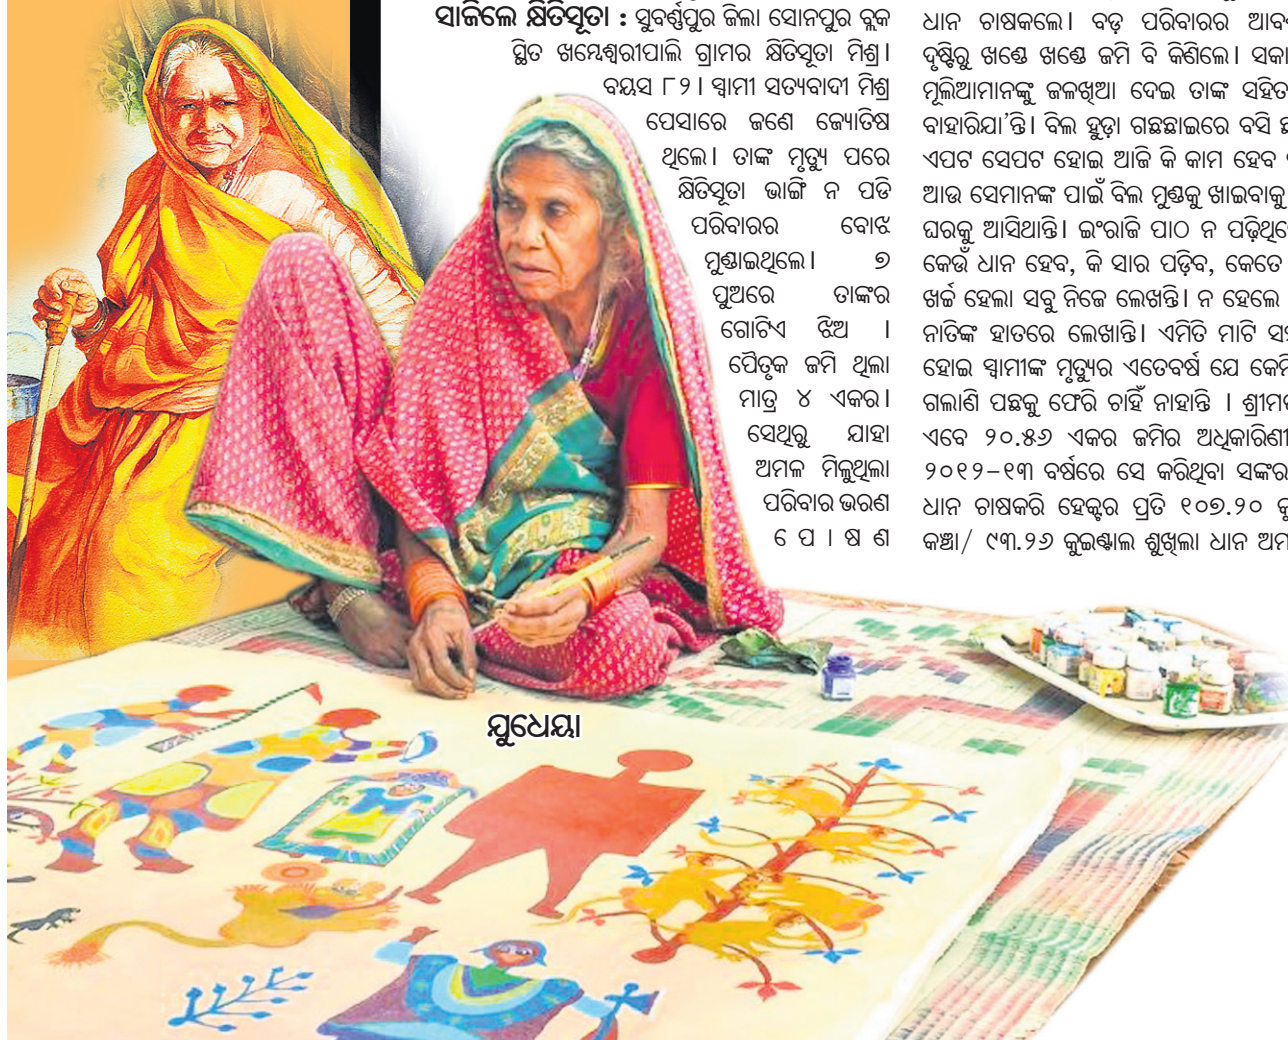 ସାଜିଲେ କ୍ଷିତିସୂତା : ସୁବର୍ଣ୍ଣପୁର ଜିଲା ସୋନପୁର ବ୍ଲକ
ସ୍ଥିତ ଖମ୍ବେଶ୍ୱରୀପାଲି ଗ୍ରାମର କ୍ଷିତିସୂତା ମିଶ୍ର।
ବୟସ ୮୨। ସ୍ୱାମୀ ସତ୍ୟବାଦୀ ମିଶ୍ର
ପେସାରେ ଜଣେ ଜ୍ୟୋତିଷ
ଥିଲେ। ତାଙ୍କ ମୃତ୍ୟୁ ପରେ
କ୍ଷିତିସୂତା ଭାଙ୍ଗି ନ ପଡି
ପରିବାରର ବୋଝ
ମୁଣ୍ଡାଇଥିଲେ। ୭
ପୁଅରେ ତାଙ୍କର
ଗୋଟିଏ ଝିଅ ।
ପୈତୃକ ଜମି ଥିଲା
ମାତ୍ର ୪ ଏକର।
ସେଥିରୁ ଯାହା
ଅମଳ ମିଳୁଥିଲା
ପରିବାର ଭରଣ
ପୋଷଣ
ଧାନ ଚାଷକଲେ। ବଡ଼ ପରିବାରର
ଦୃଷ୍ଟିରୁ ଖଣ୍ଡେ ଖଣ୍ଡେ ଜମି ବି କିଣିଲେ।
ମୂଲିଆମାନଙ୍କୁ ଜଳଖିଆ ଦେଇ ତାଙ୍କ ସହିତ
ବାହାରିଯା'ନ୍ତି। ବିଲ ହୁଡ଼ା ଗଛଛାଇରେ ବସି
ଏପଟ ସେପଟ ହୋଇ ଆଜି କି କାମ ହେବ
ଆଉ ସେମାନଙ୍କ ପାଇଁ ବିଲ ମୁଣ୍ଡକୁ ଖାଇବାକୁ
ଘରକୁ ଆସିଥାନ୍ତି। ଇଂରାଜି ପାଠ ନ
କେଉଁ ଧାନ ହେବ, କି ସାର ପଡ଼ିବ, କେତେ
ଖର୍ଚ୍ଚ ହେଲା ସବୁ ନିଜେ ଲେଖନ୍ତି। ନ ହେଲେ
ନାତିଙ୍କ ହାତରେ ଲେଖାନ୍ତି। ଏମିତି ମାଟି
ହୋଇ ସ୍ୱାମୀଙ୍କ ମୃତ୍ୟୁର ଏତେବର୍ଷ ଯେ
ଗଲାଣି ପଛକୁ ଫେରି ଚାହିଁ ନାହାନ୍ତି ।
ଏବେ ୨୦.୫୬ ଏକର ଜମିର ଅଧିକାରିଣୀ
୨୦୧୨-୧୩ ବର୍ଷରେ ସେ କରିଥିବା ସଙ୍କର
ଧାନ ଚାଷକରି ହେକ୍ଟର ପ୍ରତି ୧୦୭.୨୦
କଞ୍ଚା/ ୯୩.୨୬ କୁଇଣ୍ଟାଲ ଶୁଖିଲା ଧାନ
ଯୁଧେୟା